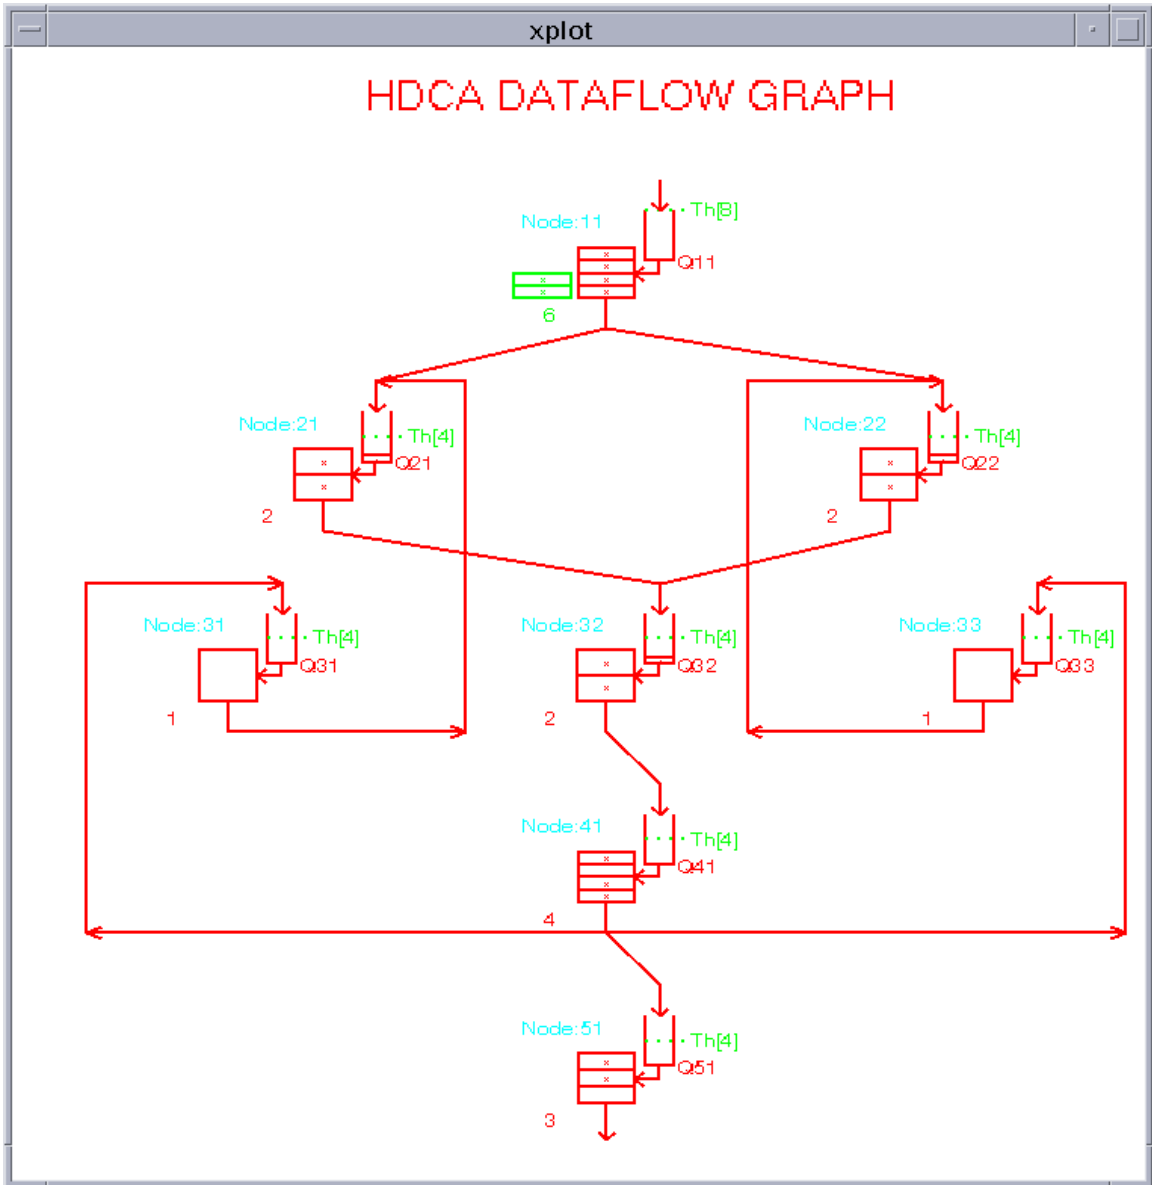 xplot
HDCA DATAFLOW GRAPH
Node:11
Th[8]
Q11
6
Node:21
Th[4]
Q21
2
Node:22
Th[4]
Q22
2
Node:31
Th[4]
Q31
1
Node:32
Th[4]
Q32
2
Node:33
Th[4]
Q33
1
Node:41
Th[4]
Q41
4
Node:51
Th[4]
Q51
3